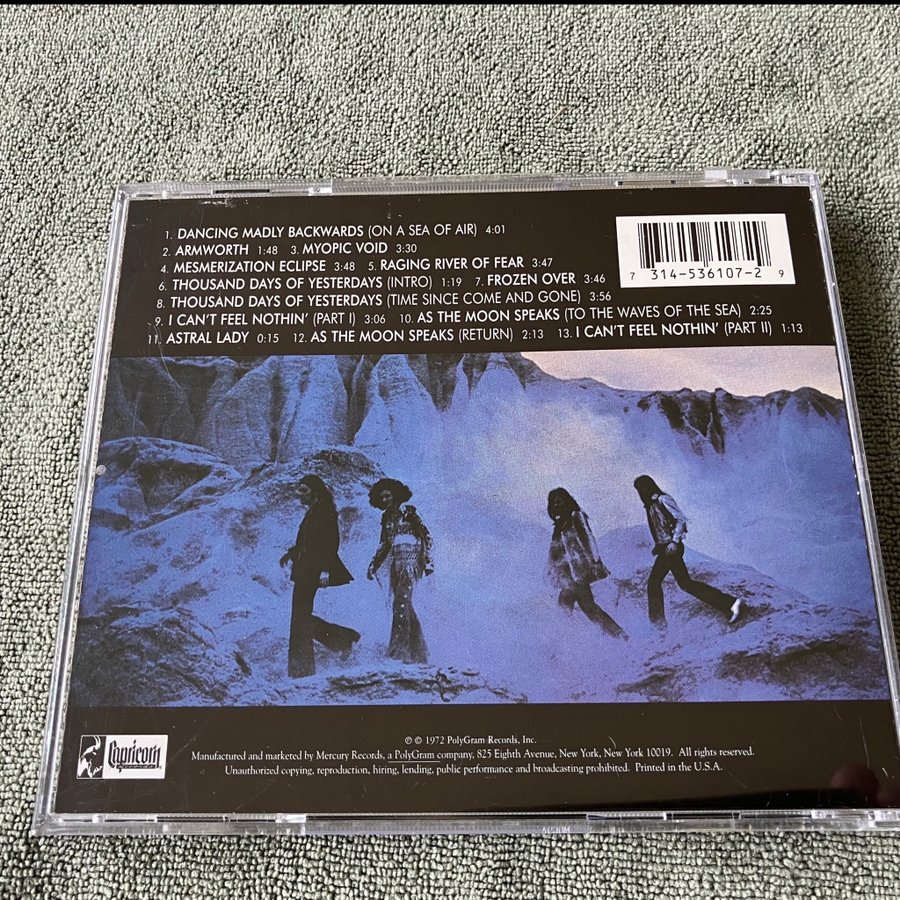 1. DANCING MADLY BACKWARDS (ON A SEA OF AIR) 4:01
2. ARMWORTH 1:48 3. MYOPIC VOID 3:30
4. MESMERIZATION ECLIPSE 3:48 5. RAGING RIVER OF FEAR 3:47
6. THOUSAND DAYS OF YESTERDAYS (INTRO) 1:19 7. FROZEN OVER 3:46
8. THOUSAND DAYS OF YESTERDAYS (TIME SINCE COME AND GONE) 3:56
9. I CAN'T FEEL NOTHIN' (PART I) 3:06 10. AS THE MOON SPEAKS (TO THE WAVES OF THE SEA) 2:25
11. ASTRAL LADY 0:15 12. AS THE MOON SPEAKS (RETURN) 2:13 13. I CAN'T FEEL NOTHIN' (PART II) 1:13
7 314-536107-2 9
Capricorn
℗ © 1972 PolyGram Records, Inc.
Manufactured and marketed by Mercury Records, a PolyGram company, 825 Eighth Avenue, New York, New York 10019. All rights reserved.
Unauthorized copying, reproduction, hiring, lending, public performance and broadcasting prohibited. Printed in the U.S.A.